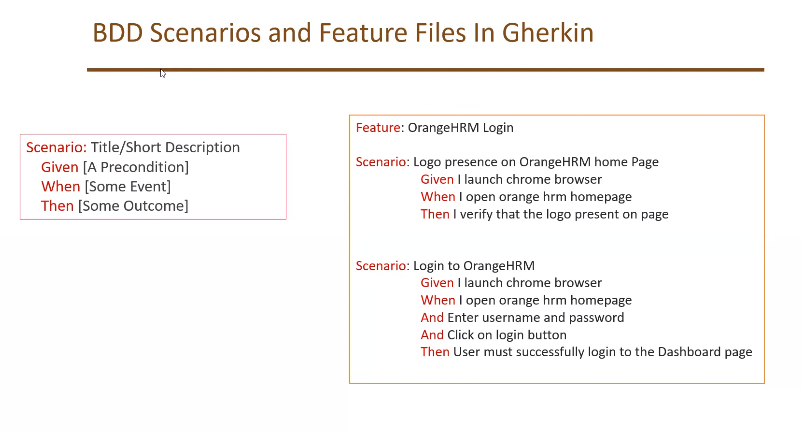 BDD Scenarios and Feature Files In Gherkin
Scenario: Title/Short Description
Given [A Precondition]
When [Some Event]
Then [Some Outcome]
Feature: OrangeHRM Login
Scenario: Logo presence on OrangeHRM home Page
Given I launch chrome browser
When I open orange hrm homepage
Then I verify that the logo present on page
Scenario: Login to OrangeHRM
Given I launch chrome browser
When I open orange hrm homepage
And Enter username and password
And Click on login button
Then User must successfully login to the Dashboard page